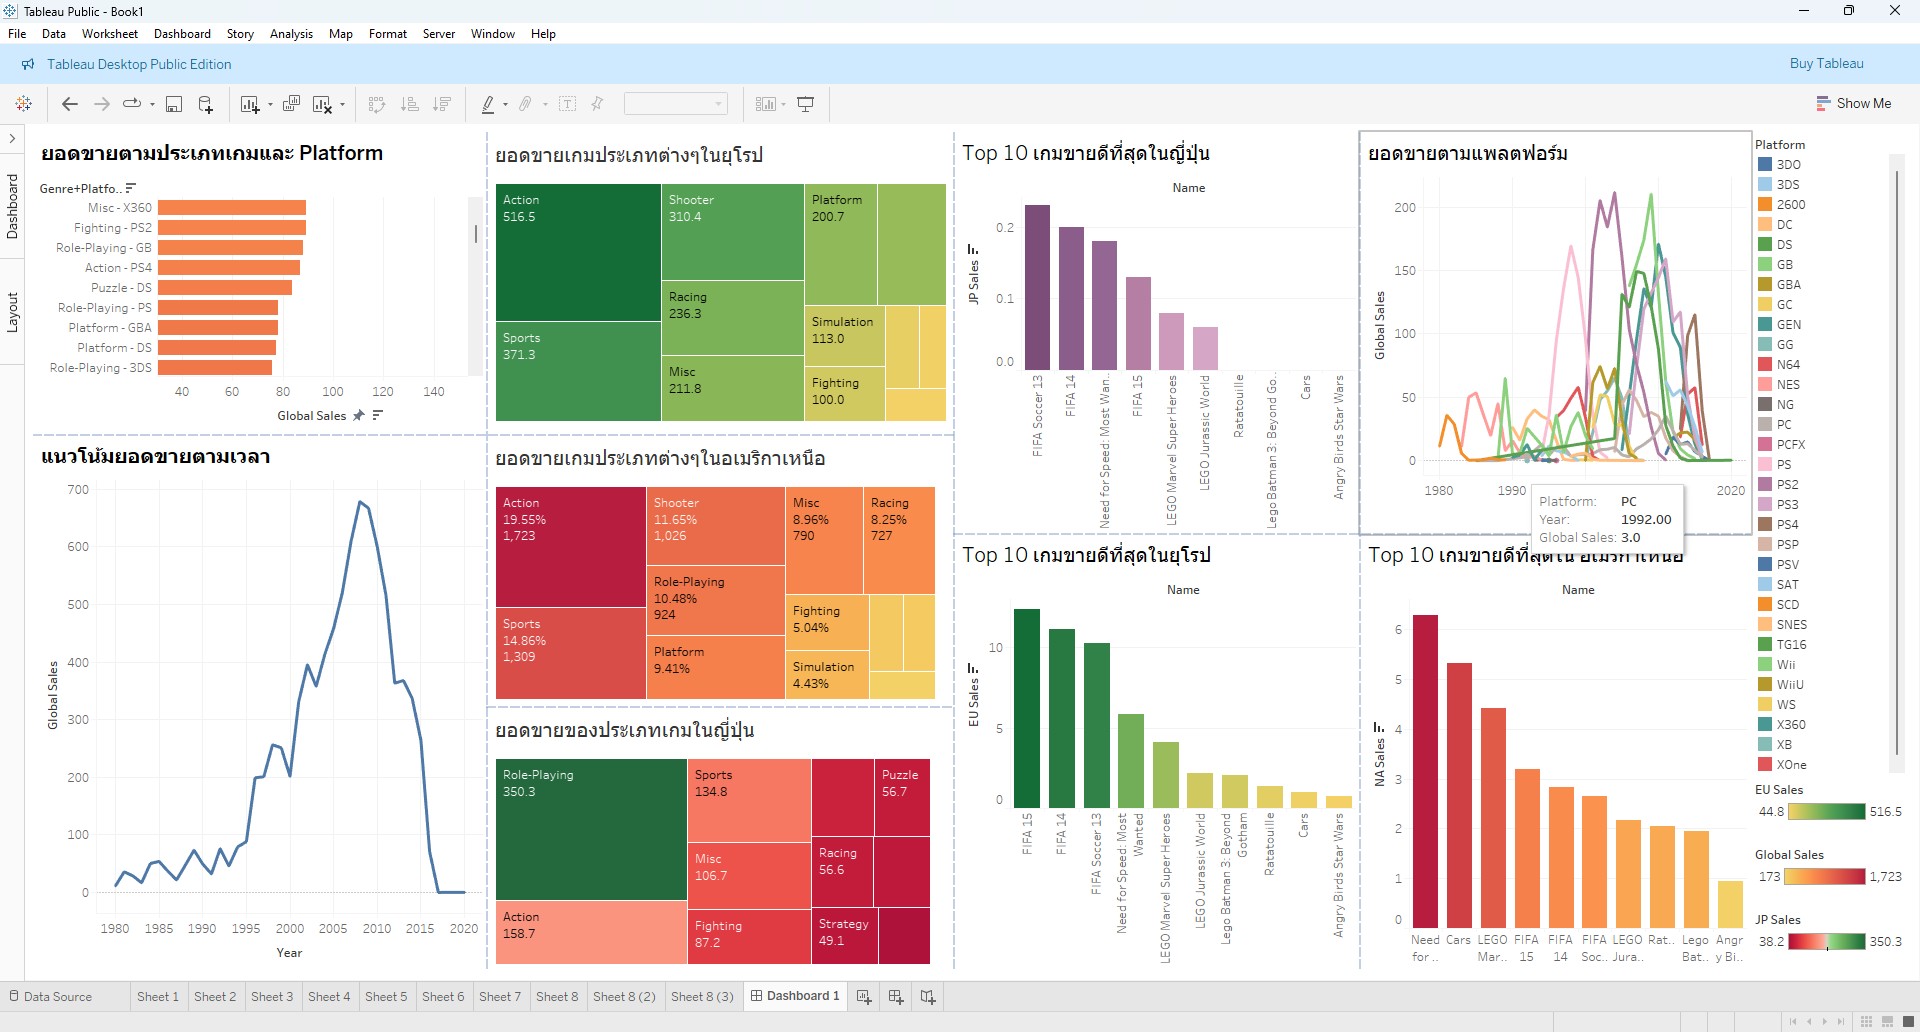 Tableau Public - Book1
File Data Worksheet Dashboard Story Analysis Map Format Server Window Help
Tableau Desktop Public Edition
Buy Tableau
Show Me
Dashboard
Layout
ยอดขายตามประเภทเกมและ Platform
Genre+Platfo..
Misc - X360
Fighting - PS2
Role-Playing - GB
Action - PS4
Puzzle - DS
Role-Playing - PS
Platform - GBA
Platform - DS
Role-Playing - 3DS
40 60 80 100 120 140
Global Sales
แนวโน้มยอดขายตามเวลา
700
600
500
400
300
200
100
0
Global Sales
1980 1985 1990 1995 2000 2005 2010 2015 2020
Year
ยอดขายเกมประเภทต่างๆในยุโรป
Action
516.5
Sports
371.3
Shooter
310.4
Racing
236.3
Misc
211.8
Platform
200.7
Simulation
113.0
Fighting
100.0
ยอดขายเกมประเภทต่างๆในอเมริกาเหนือ
Action
19.55%
1,723
Sports
14.86%
1,309
Shooter
11.65%
1,026
Role-Playing
10.48%
924
Platform
9.41%
Misc
8.96%
790
Racing
8.25%
727
Fighting
5.04%
Simulation
4.43%
ยอดขายของประเภทเกมในญี่ปุ่น
Role-Playing
350.3
Action
158.7
Sports
134.8
Misc
106.7
Fighting
87.2
Puzzle
56.7
Racing
56.6
Strategy
49.1
Top 10 เกมขายดีที่สุดในญี่ปุ่น
Name
JP Sales
0.2
0.1
0.0
FIFA Soccer 13
FIFA 14
Need for Speed: Most Wan..
FIFA 15
LEGO Marvel Super Heroes
LEGO Jurassic World
Ratatouille
Lego Batman 3: Beyond Go..
Cars
Angry Birds Star Wars
Top 10 เกมขายดีที่สุดในยุโรป
Name
EU Sales
10
5
0
FIFA 15
FIFA 14
FIFA Soccer 13
Need for Speed: Most
Wanted
LEGO Marvel Super Heroes
LEGO Jurassic World
Lego Batman 3: Beyond
Gotham
Ratatouille
Cars
Angry Birds Star Wars
ยอดขายตามแพลตฟอร์ม
Global Sales
200
150
100
50
0
1980 1990 2020
Platform: PC
Year: 1992.00
Global Sales: 3.0
Top 10 เกมขายดีที่สุดใน อเมริกาเหนือ
Name
NA Sales
6
5
4
3
2
1
0
Need
for ..
Cars
LEGO
Mar..
FIFA
15
FIFA
14
FIFA
Soc..
LEGO
Jura..
Rat..
Lego
Bat..
Angr
y Bi..
Platform
3DO
3DS
2600
DC
DS
GB
GBA
GC
GEN
GG
N64
NES
NG
PC
PCFX
PS
PS2
PS3
PS4
PSP
PSV
SAT
SCD
SNES
TG16
Wii
WiiU
WS
X360
XB
XOne
EU Sales
44.8 516.5
Global Sales
173 1,723
JP Sales
38.2 350.3
Data Source Sheet 1 Sheet 2 Sheet 3 Sheet 4 Sheet 5 Sheet 6 Sheet 7 Sheet 8 Sheet 8 (2) Sheet 8 (3) Dashboard 1